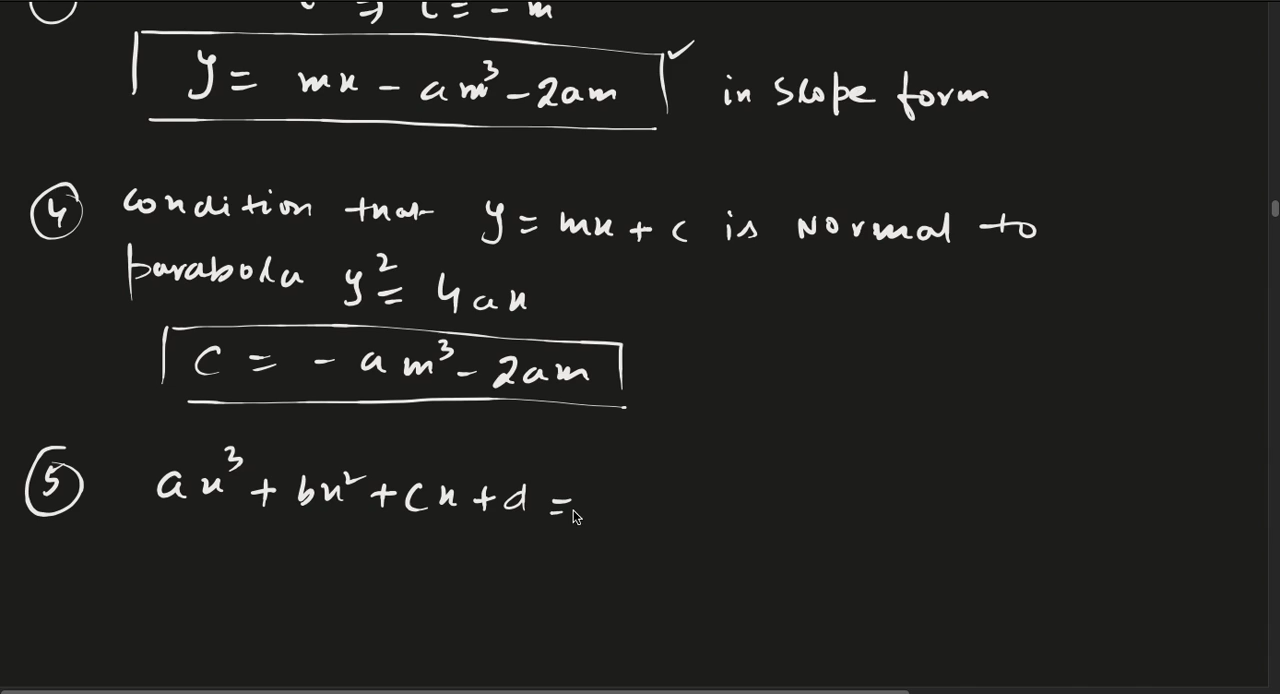 ⇒ t = - m
y = mx - am³ - 2am ✓ in slope form
④ condition that y = mx + c is Normal to
parabola y² = 4ax
C = - am³ - 2am
⑤ ax³ + bx² + cx + d =